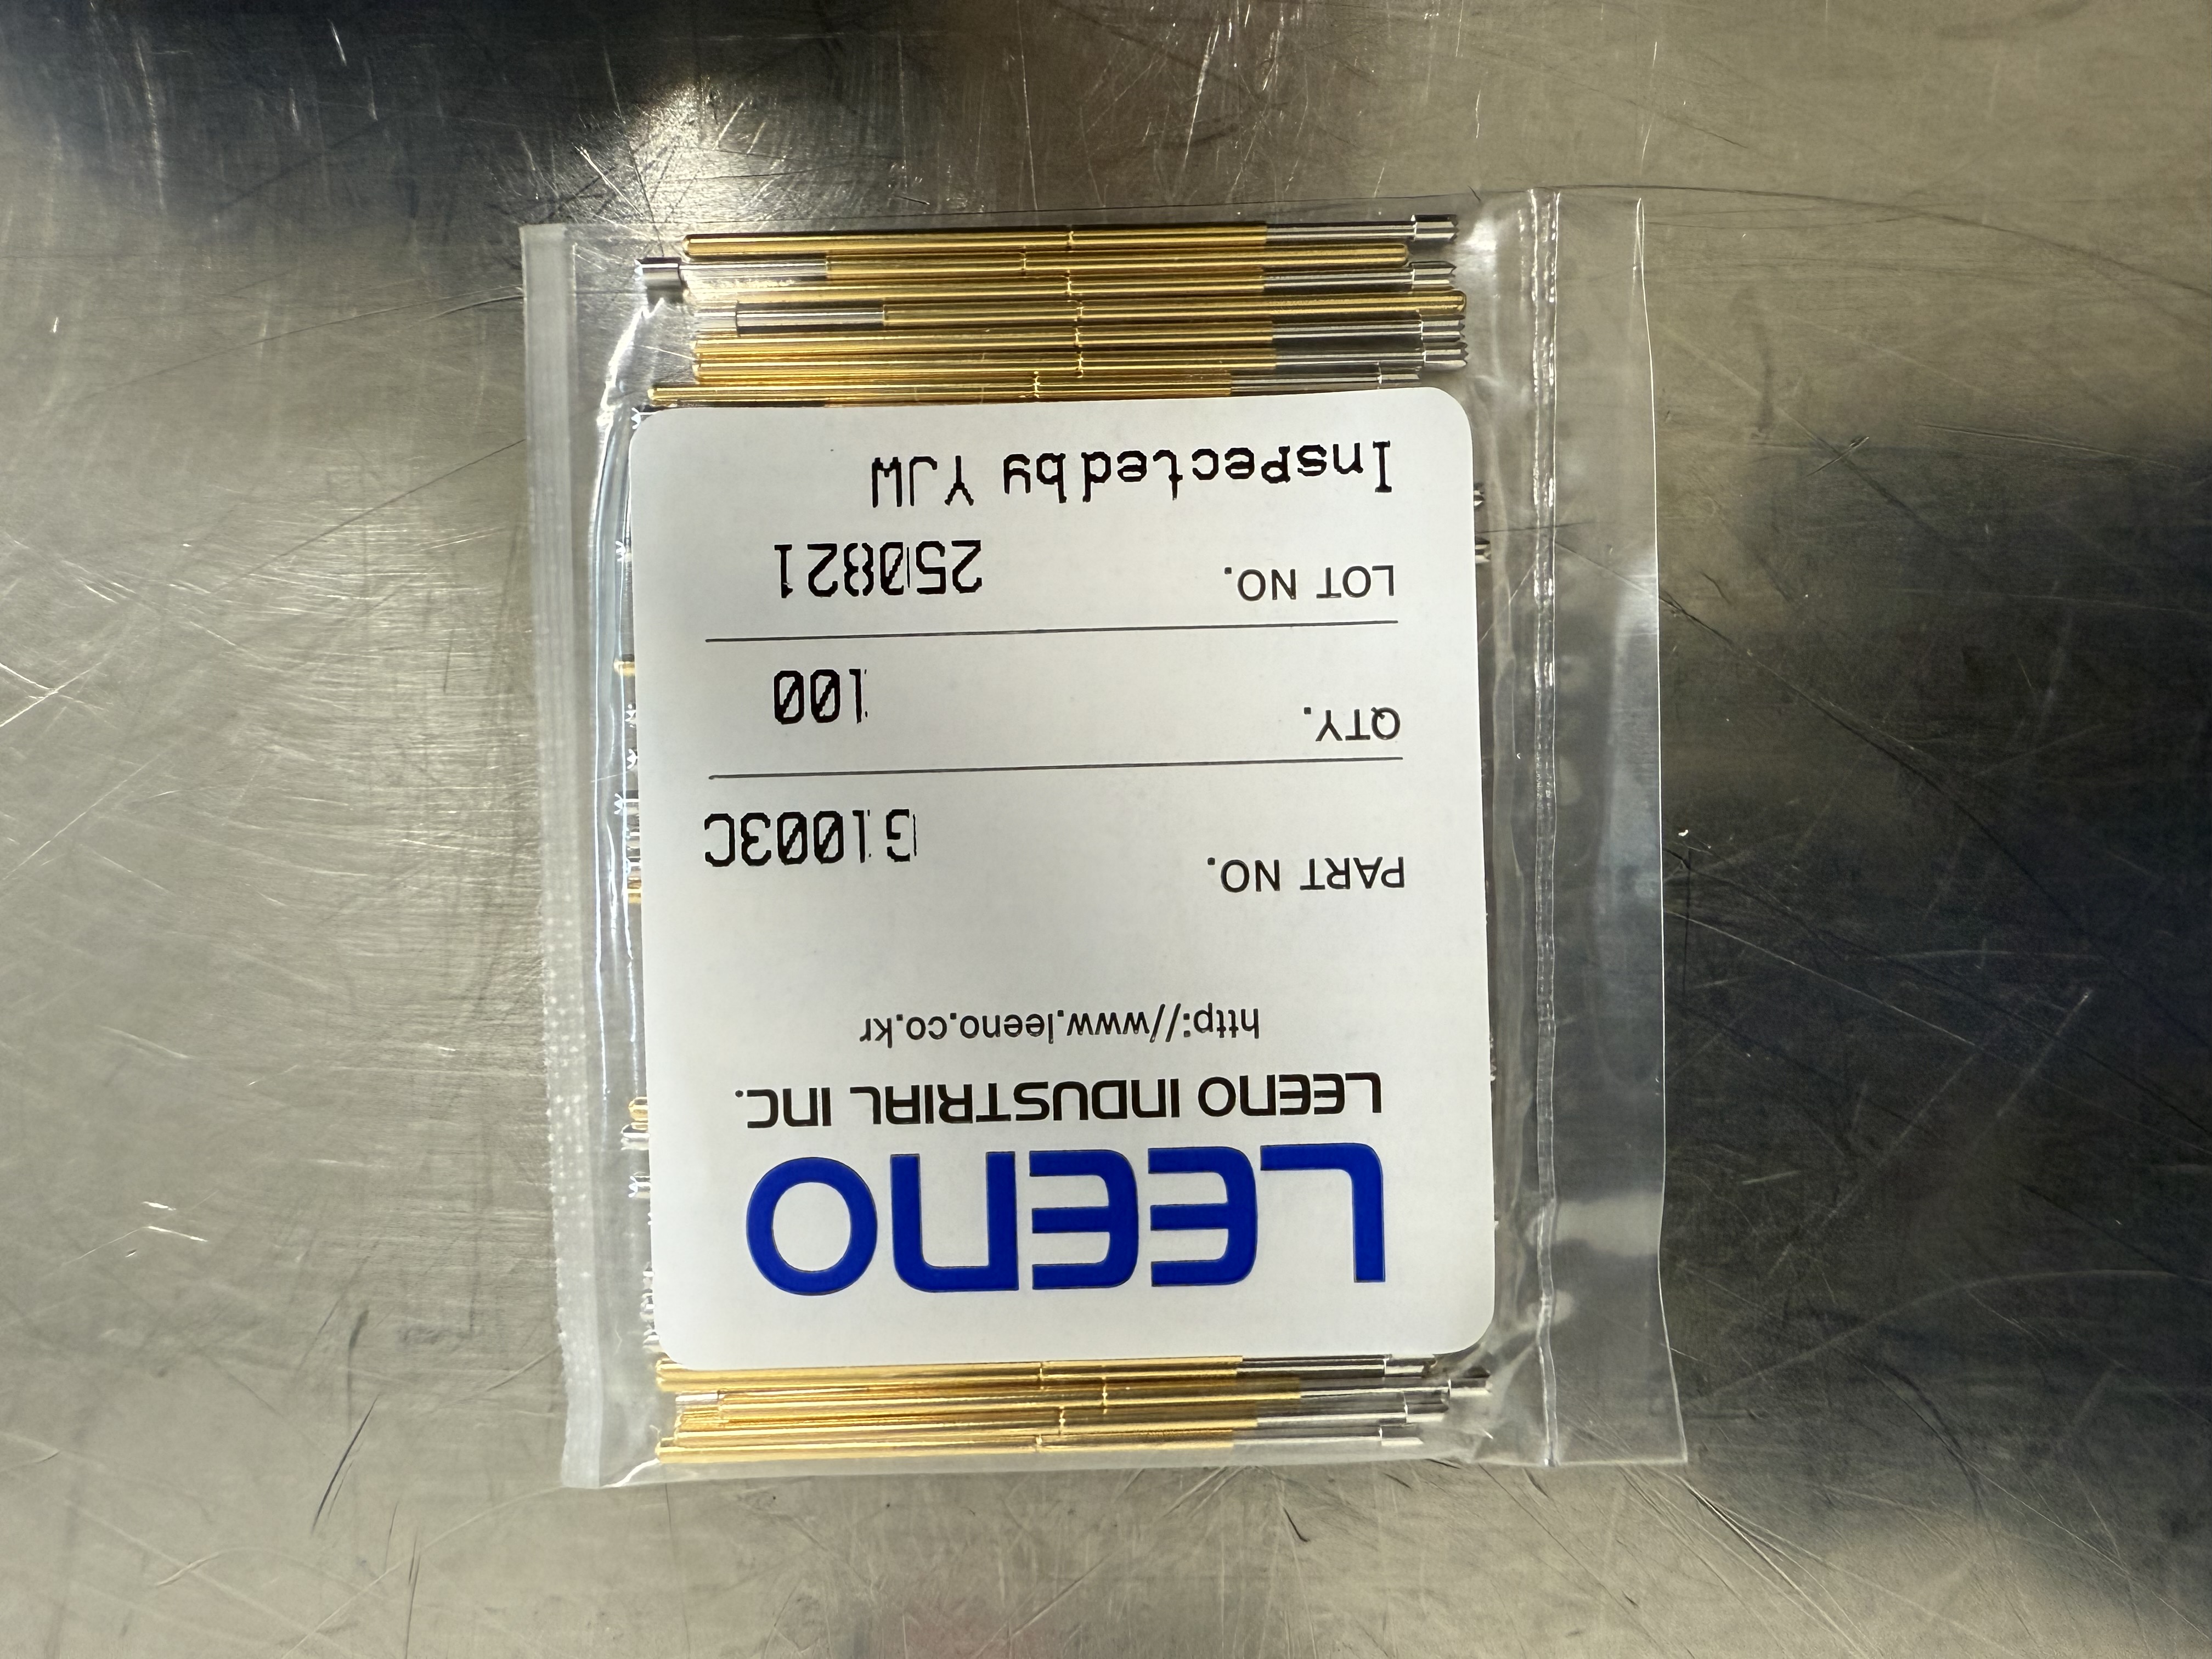 LEENO
LEENO INDUSTRIAL INC.
http://www.leeno.co.kr
PART NO. G1003C
QTY. 100
LOT NO. 250821
InsPected by YJW